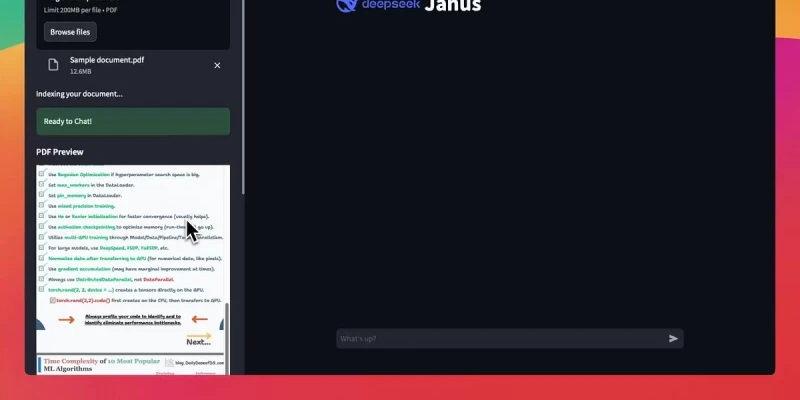 Limit 200MB per file • PDF
Browse files
Sample document.pdf
12.6MB
Indexing your document...
Ready to Chat!
PDF Preview
Use Bayesian Optimization if hyperparameter search space is big.
Set max_workers in the DataLoader.
Set pin_memory in DataLoader.
Use mixed precision training.
Use He or Xavier initialization for faster convergence (usually helps).
Use activation checkpointing to optimize memory (run-time go up).
Utilize multi-GPU training through Model/Data/Pipeline/Parallelism.
For large models, use DeepSpeed, FSDP, YaFSDP, etc.
Normalize data after transferring to GPU (for numerical data, like pixels).
Use gradient accumulation (may have marginal improvement at times).
Always use DistributedDataParallel, not DataParallel.
torch.rand(2, 2, device = ...) creates a tensors directly on the GPU.
torch.rand(2,2).cuda() first creates on the CPU, then transfers to GPU.
Always profile your code to identify and to
identify eliminate performance bottlenecks.
Next...
Time Complexity of 10 Most Popular
ML Algorithms
blog.DailyDoseofDS.com
deepseek Janus
What's up?